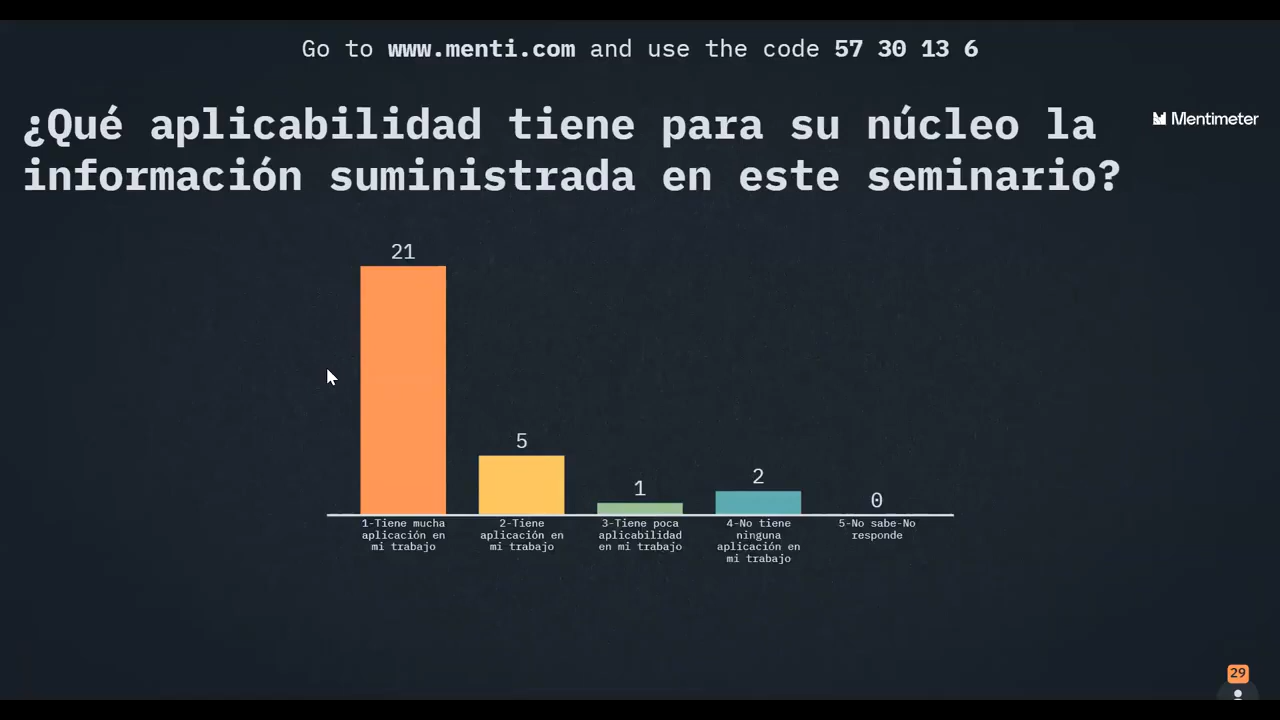 Go to www.menti.com and use the code 57 30 13 6
¿Qué aplicabilidad tiene para su núcleo la
información suministrada en este seminario?
Mentimeter
21
5
1
2
0
1-Tiene mucha
aplicación en
mi trabajo
2-Tiene
aplicación en
mi trabajo
3-Tiene poca
aplicabilidad
en mi trabajo
4-No tiene
ninguna
aplicación en
mi trabajo
5-No sabe-No
responde
29